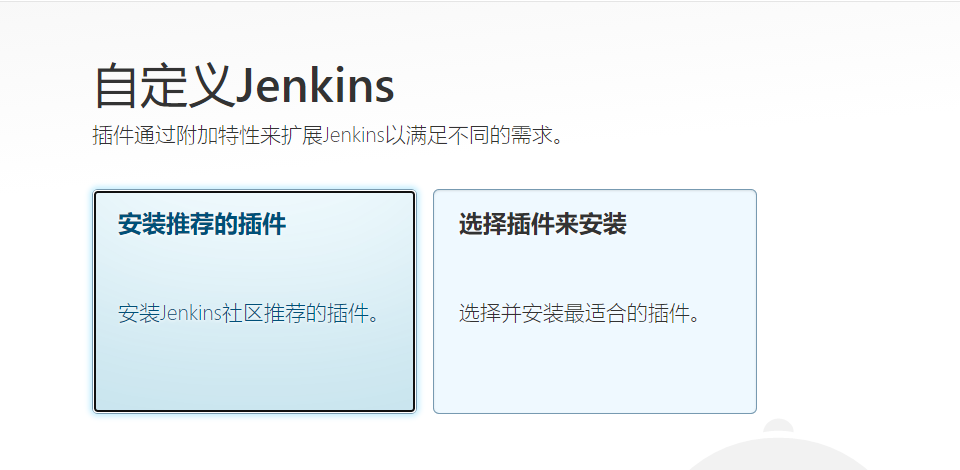 自定义Jenkins
插件通过附加特性来扩展Jenkins以满足不同的需求。
安装推荐的插件
安装Jenkins社区推荐的插件。
选择插件来安装
选择并安装最适合的插件。